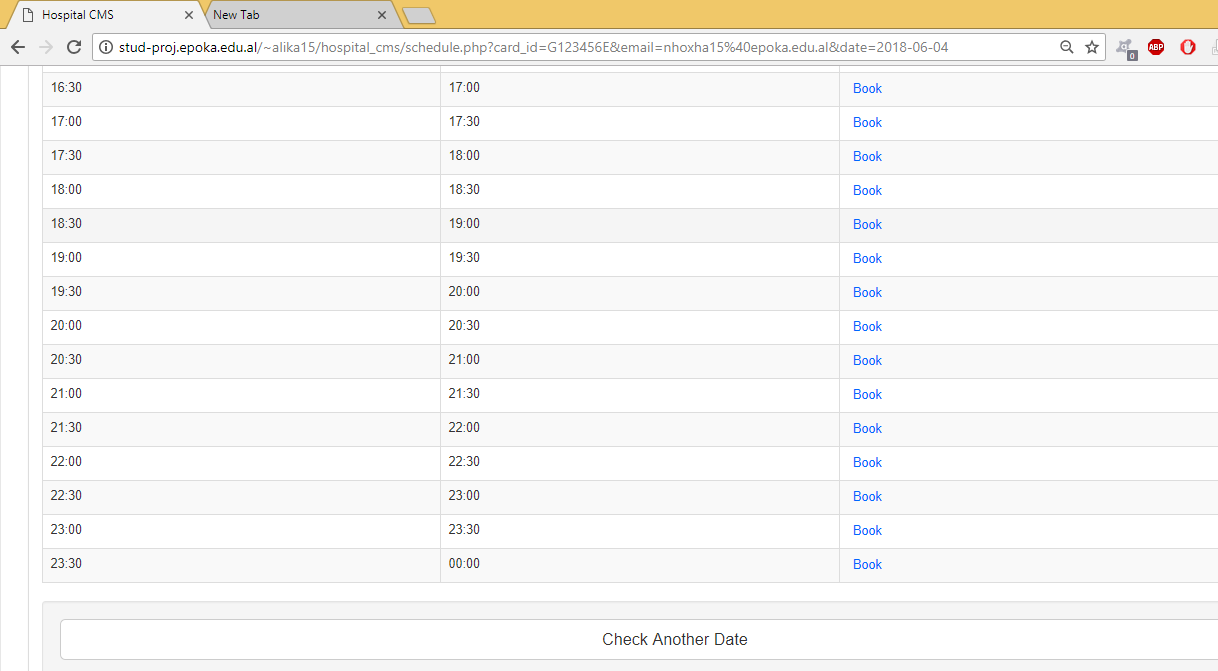 Hospital CMS New Tab
stud-proj.epoka.edu.al/~alika15/hospital_cms/schedule.php?card_id=G123456E&email=nhoxha15%40epoka.edu.al&date=2018-06-04 0 ABP
16:30 17:00 Book
17:00 17:30 Book
17:30 18:00 Book
18:00 18:30 Book
18:30 19:00 Book
19:00 19:30 Book
19:30 20:00 Book
20:00 20:30 Book
20:30 21:00 Book
21:00 21:30 Book
21:30 22:00 Book
22:00 22:30 Book
22:30 23:00 Book
23:00 23:30 Book
23:30 00:00 Book
Check Another Date